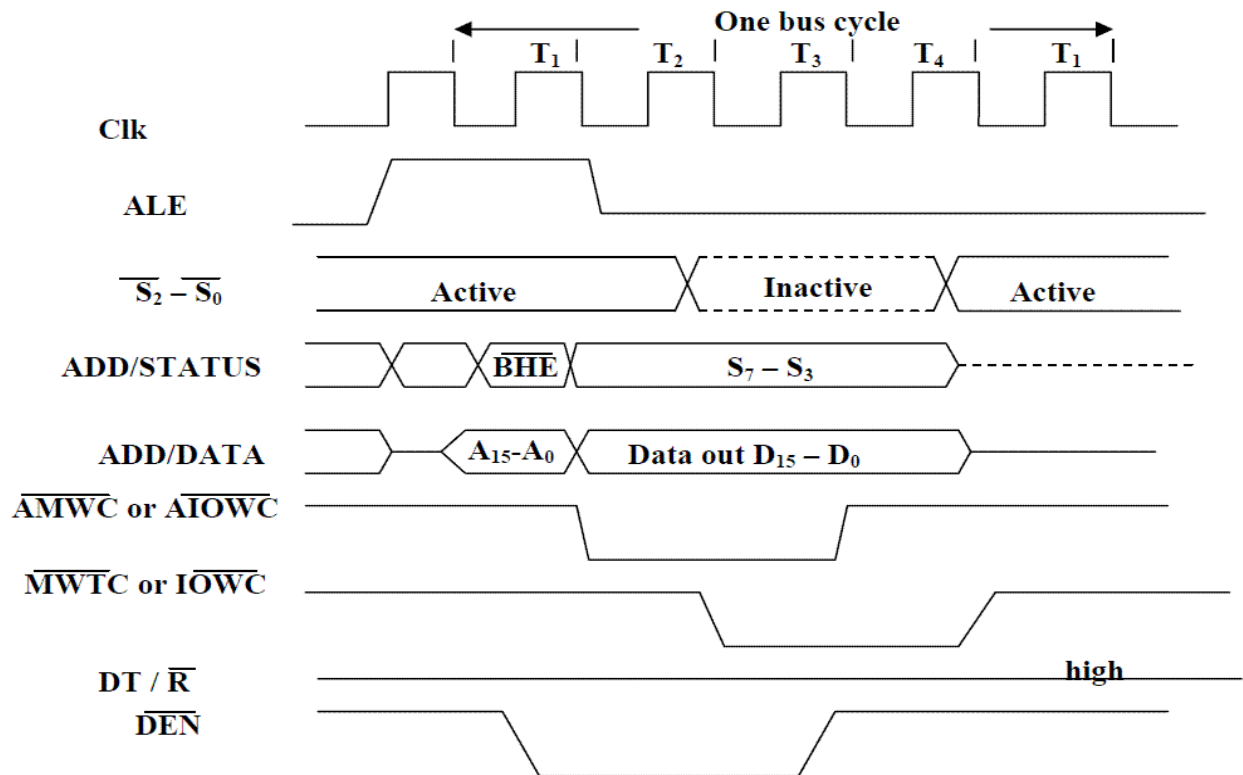 One bus cycle
T₁ T₂ T₃ T₄ T₁
Clk
ALE
S̅₂ – S̅₀
Active Inactive Active
ADD/STATUS
B̅H̅E̅ S₇ – S₃
ADD/DATA
A₁₅-A₀ Data out D₁₅ – D₀
A̅M̅W̅C̅ or A̅I̅O̅W̅C̅
M̅W̅T̅C or IO̅W̅C̅
high
DT / R̅
D̅E̅N̅